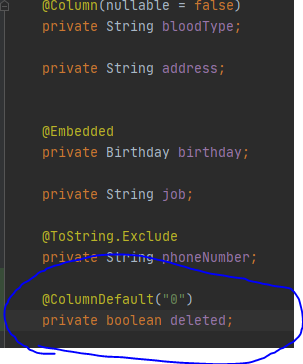 @Column(nullable = false)
private String bloodType;
private String address;
@Embedded
private Birthday birthday;
private String job;
@ToString.Exclude
private String phoneNumber;
@ColumnDefault("0")
private boolean deleted;